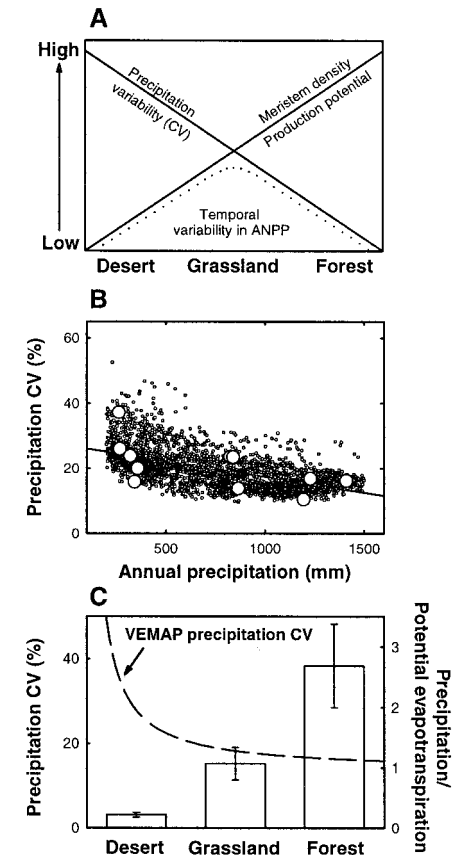 A
High
Precipitation
variability (CV)
Meristem density
Production potential
Temporal
variability in ANPP
Low
Desert Grassland Forest
B
Precipitation CV (%)
60
40
20
0
500 1000 1500
Annual precipitation (mm)
C
VEMAP precipitation CV
Precipitation CV (%)
40
20
0
3
2
1
0
Precipitation/
Potential evapotranspiration
Desert Grassland Forest